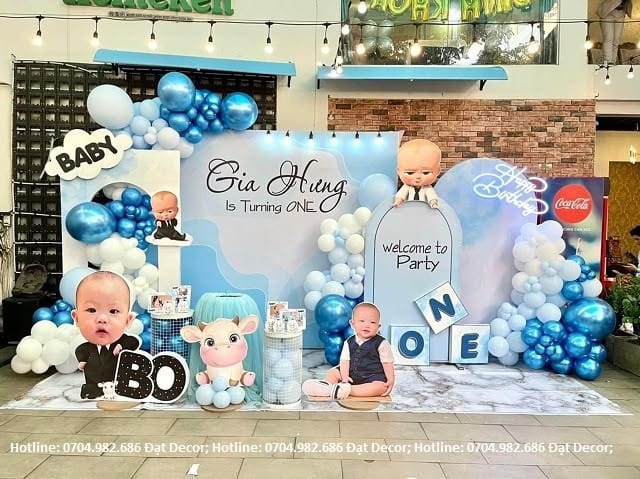 Heineken
BABY
Gia Hưng
Is Turning ONE
Happy
Birthday
Coca-Cola
welcome to
Party
BO
O N E
Hotline: 0704.982.686 Đạt Decor; Hotline: 0704.982.686 Đạt Decor; Hotline: 0704.982.686 Đạt Decor;